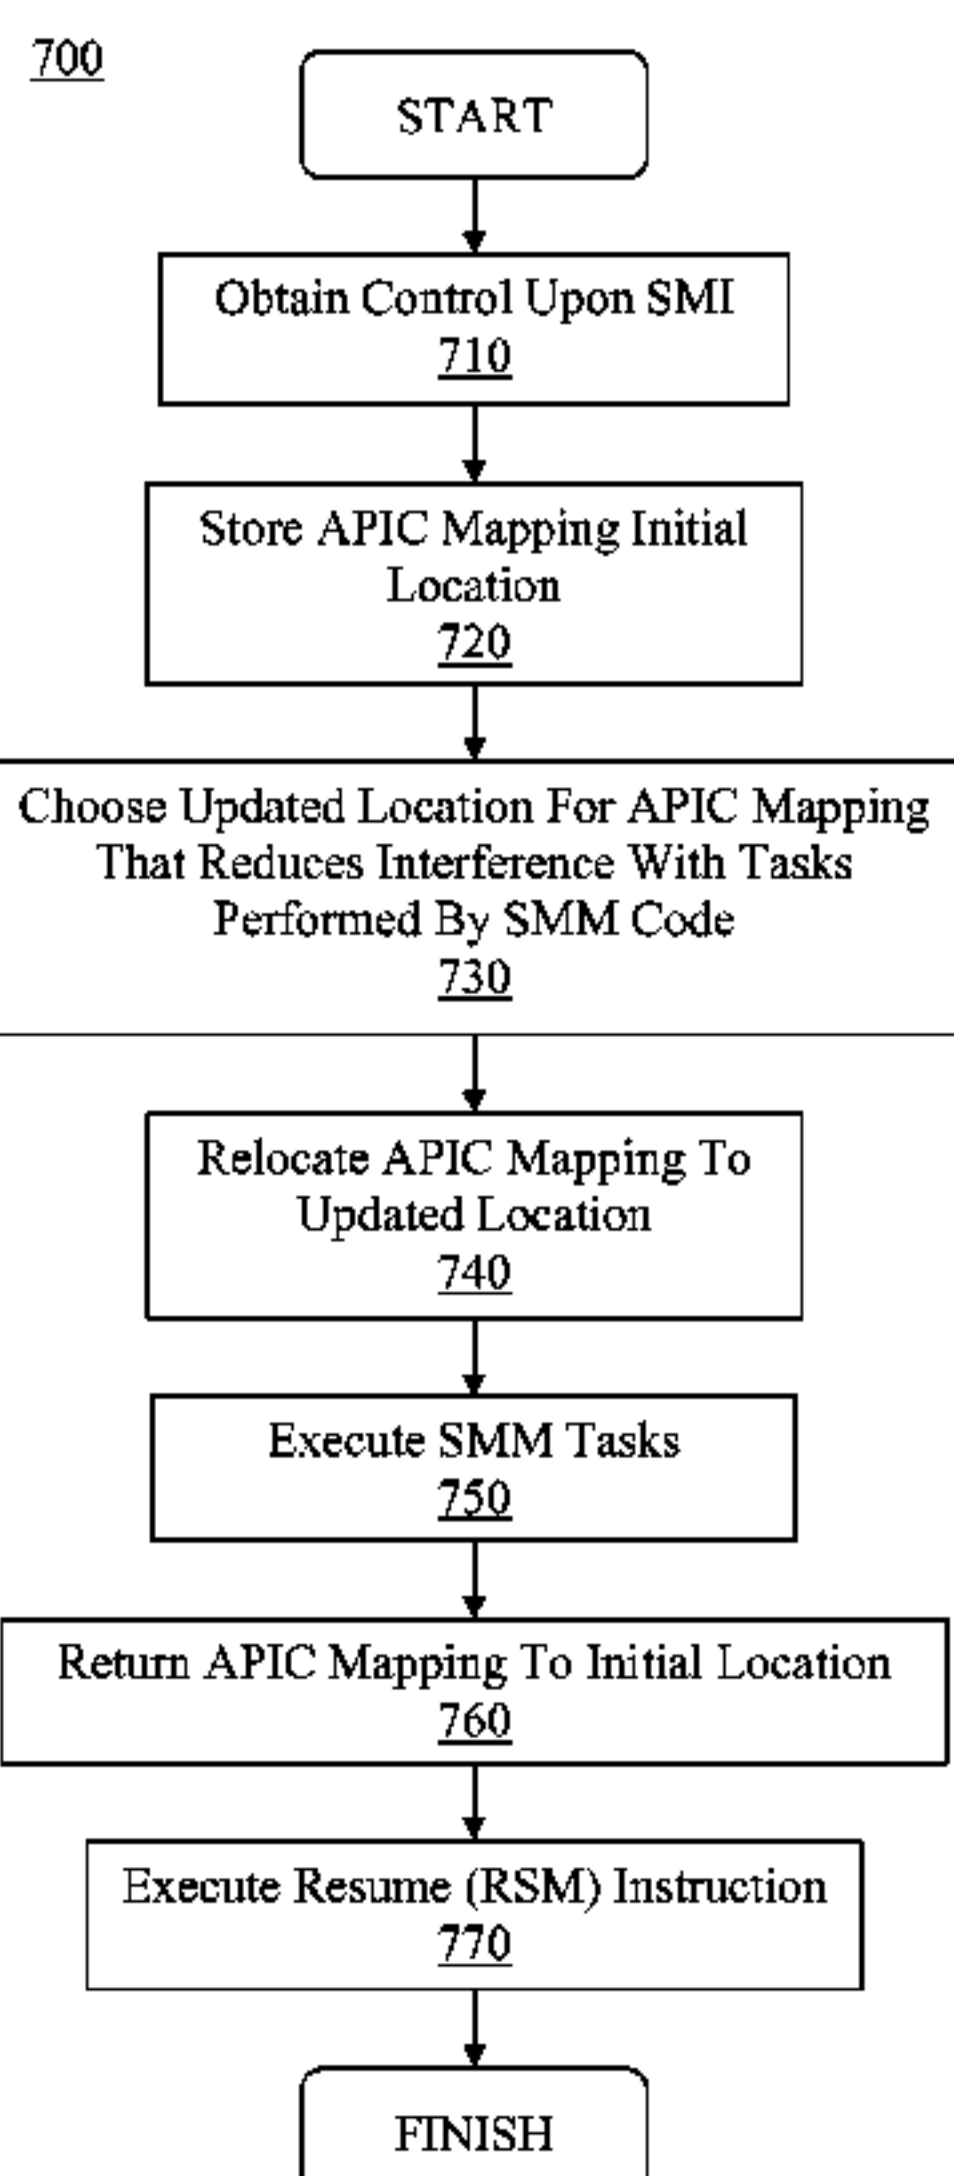 700
START
Obtain Control Upon SMI
710
Store APIC Mapping Initial
Location
720
Choose Updated Location For APIC Mapping
That Reduces Interference With Tasks
Performed By SMM Code
730
Relocate APIC Mapping To
Updated Location
740
Execute SMM Tasks
750
Return APIC Mapping To Initial Location
760
Execute Resume (RSM) Instruction
770
FINISH